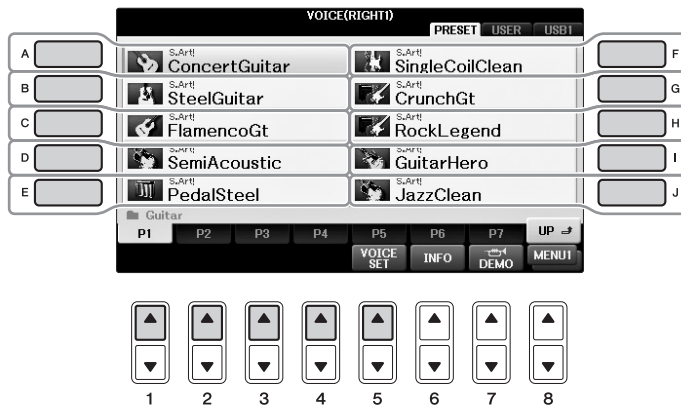 VOICE(RIGHT1)
PRESET USER USB1
A
S.Art!
ConcertGuitar
S.Art!
SingleCoilClean
F
B
S.Art!
SteelGuitar
S.Art!
CrunchGt
G
C
S.Art!
FlamencoGt
S.Art!
RockLegend
H
D
S.Art!
SemiAcoustic
S.Art!
GuitarHero
I
E
S.Art!
PedalSteel
S.Art!
JazzClean
J
Guitar
P1 P2 P3 P4 P5 P6 P7 UP
VOICE SET INFO DEMO MENU1
1 2 3 4 5 6 7 8